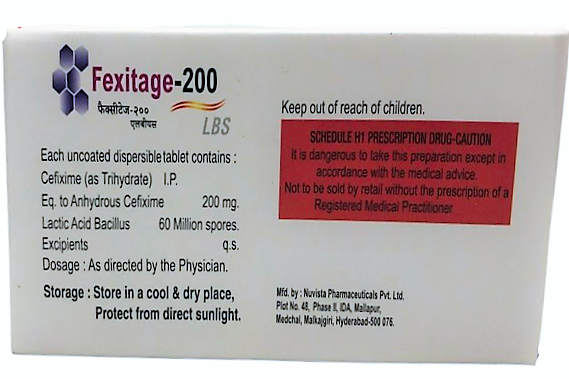 Fexitage-200
फैक्सीटेज-२००
एलबीएस
LBS
Each uncoated dispersible tablet contains :
Cefixime (as Trihydrate) I.P.
Eq. to Anhydrous Cefixime 200 mg.
Lactic Acid Bacillus 60 Million spores.
Excipients q.s.
Dosage : As directed by the Physician.
Storage : Store in a cool & dry place,
Protect from direct sunlight.
Keep out of reach of children.
SCHEDULE H1 PRESCRIPTION DRUG-CAUTION
It is dangerous to take this preparation except in
accordance with the medical advice.
Not to be sold by retail without the prescription of a
Registered Medical Practitioner
Mfd. by : Nuvista Pharmaceuticals Pvt. Ltd.
Plot No. 48, Phase II, IDA, Mallapur,
Medchal, Malkajgiri, Hyderabad-500 076.